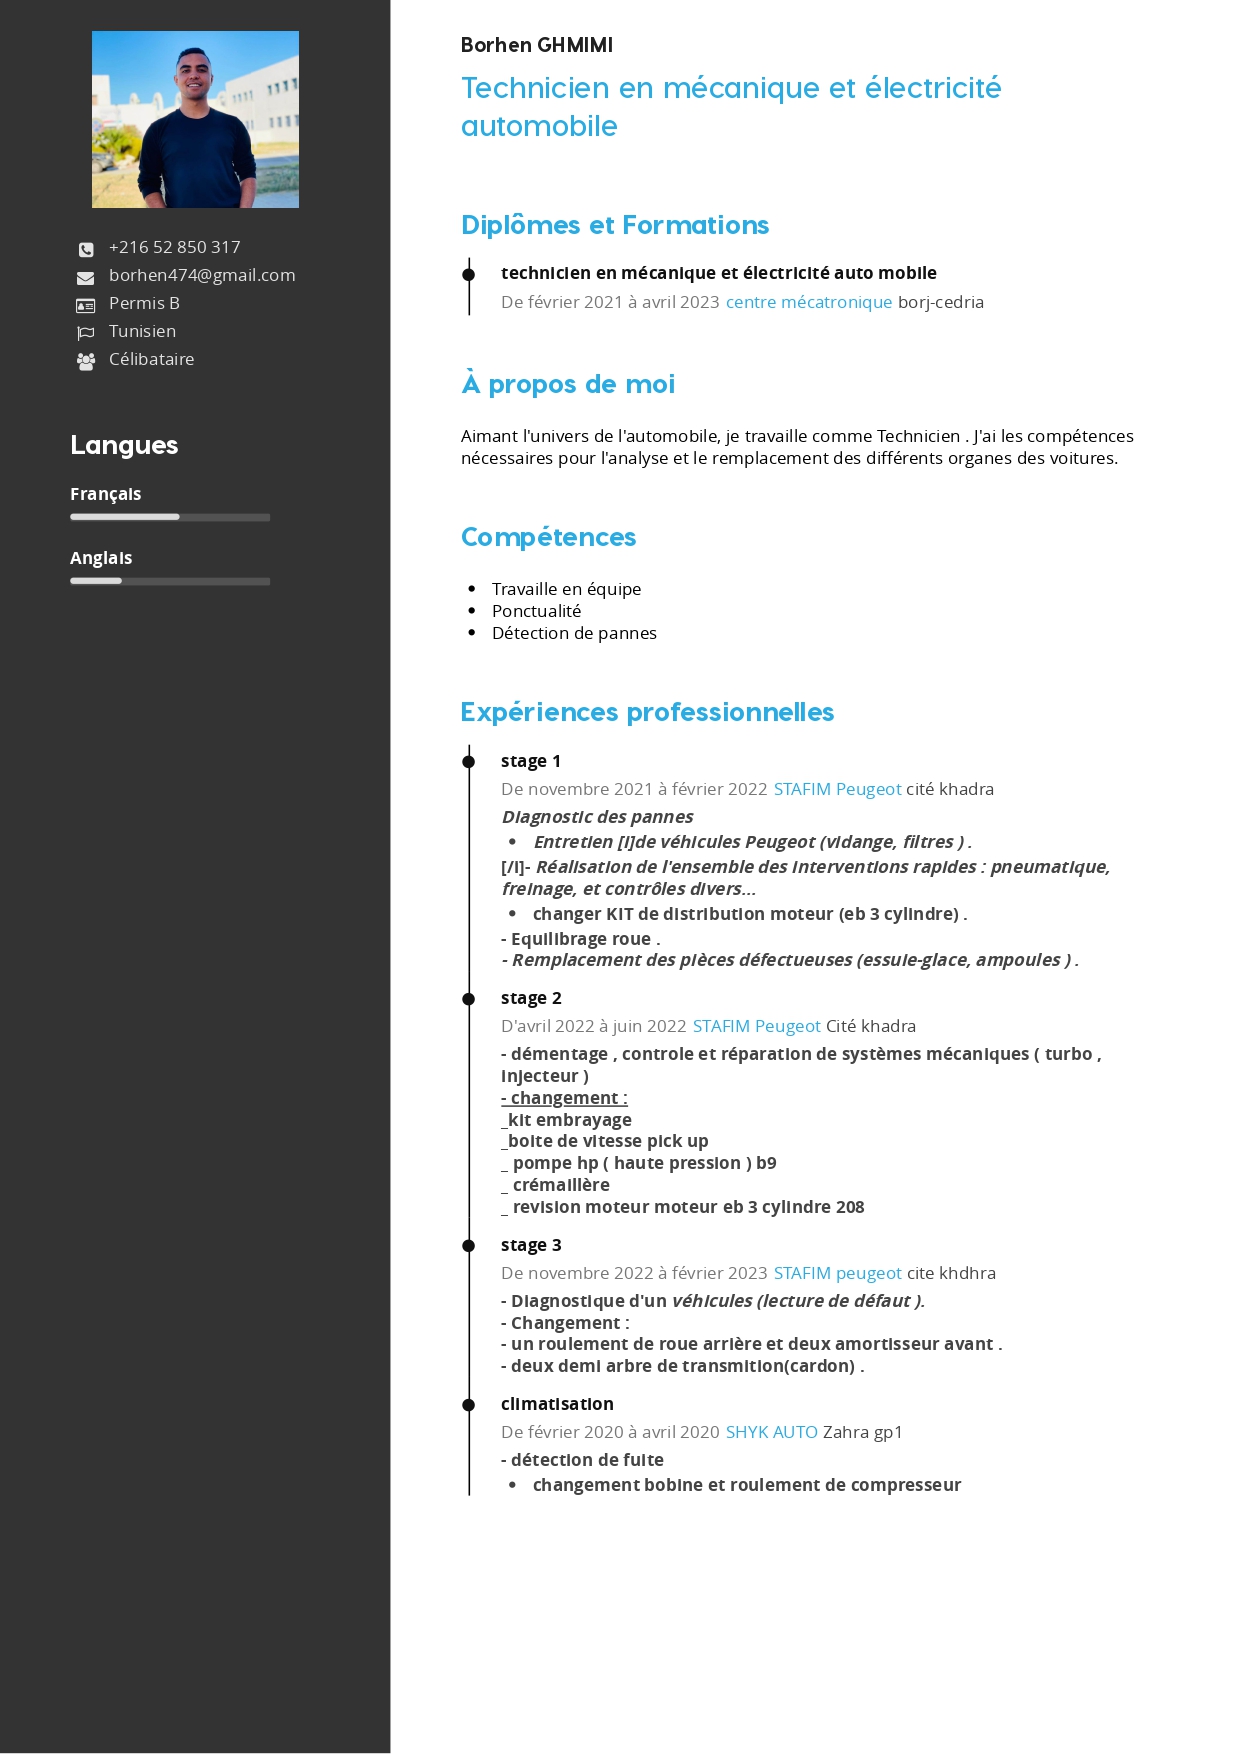 +216 52 850 317
borhen474@gmail.com
Permis B
Tunisien
Célibataire
Langues
Français
Anglais
Borhen GHMIMI
Technicien en mécanique et électricité
automobile
Diplômes et Formations
technicien en mécanique et électricité auto mobile
De février 2021 à avril 2023 centre mécatronique borj-cedria
À propos de moi
Aimant l'univers de l'automobile, je travaille comme Technicien . J'ai les compétences
nécessaires pour l'analyse et le remplacement des différents organes des voitures.
Compétences
• Travaille en équipe
• Ponctualité
• Détection de pannes
Expériences professionnelles
stage 1
De novembre 2021 à février 2022 STAFIM Peugeot cité khadra
Diagnostic des pannes
• Entretien [i]de véhicules Peugeot (vidange, filtres ) .
[/i]- Réalisation de l'ensemble des interventions rapides : pneumatique,
freinage, et contrôles divers...
• changer KIT de distribution moteur (eb 3 cylindre) .
- Equilibrage roue .
- Remplacement des pièces défectueuses (essuie-glace, ampoules ) .
stage 2
D'avril 2022 à juin 2022 STAFIM Peugeot Cité khadra
- démentage , controle et réparation de systèmes mécaniques ( turbo ,
injecteur )
- changement :
_kit embrayage
_boite de vitesse pick up
_ pompe hp ( haute pression ) b9
_ crémaillère
_ revision moteur moteur eb 3 cylindre 208
stage 3
De novembre 2022 à février 2023 STAFIM peugeot cite khdhra
- Diagnostique d'un véhicules (lecture de défaut ).
- Changement :
- un roulement de roue arrière et deux amortisseur avant .
- deux demi arbre de transmition(cardon) .
climatisation
De février 2020 à avril 2020 SHYK AUTO Zahra gp1
- détection de fuite
• changement bobine et roulement de compresseur